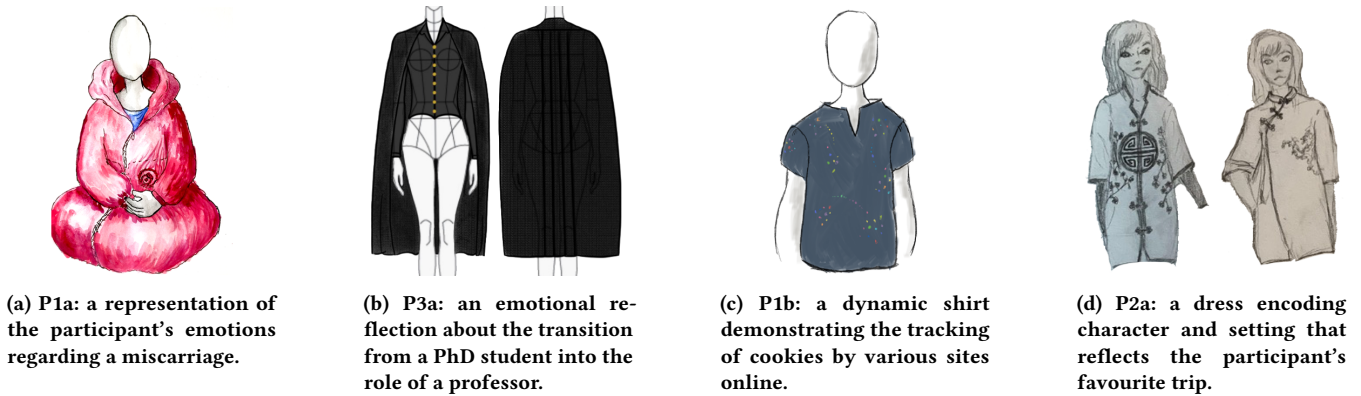 (a) P1a: a representation of
the participant's emotions
regarding a miscarriage.
(b) P3a: an emotional re-
flection about the transition
from a PhD student into the
role of a professor.
(c) P1b: a dynamic shirt
demonstrating the tracking
of cookies by various sites
online.
(d) P2a: a dress encoding
character and setting that
reflects the participant's
favourite trip.